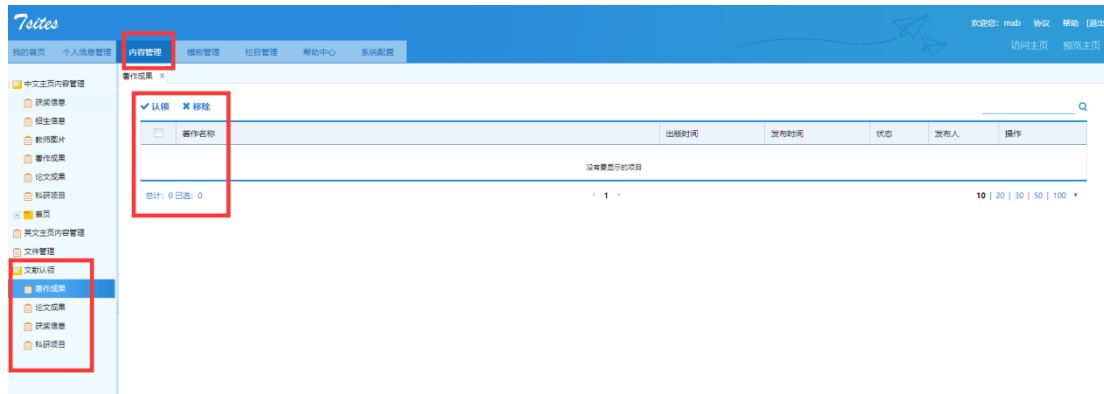 7sites
欢迎您: mxb 协议 帮助 [退出
访问主页 预览主页
我的首页 个人信息管理 内容管理 模板管理 栏目管理 帮助中心 系统配置
著作成果 ×
中文主页内容管理
获奖信息
招生信息
教师图片
著作成果
论文成果
科研项目
首页
英文主页内容管理
文件管理
文献认领
著作成果
论文成果
获奖信息
科研项目
认领 移除
著作名称 出版时间 发布时间 状态 发布人 操作
没有要显示的项目
总计: 0 已选: 0 1 10 | 20 | 30 | 50 | 100